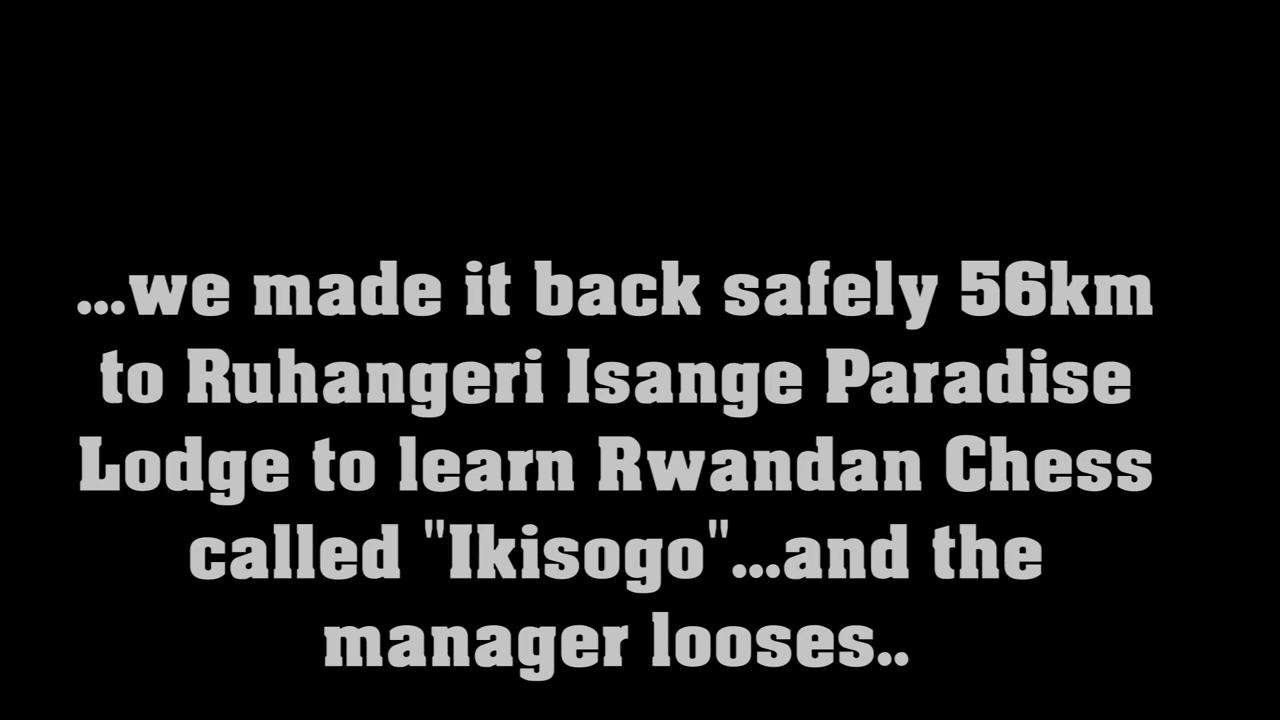 ...we made it back safely 56km
to Ruhangeri Isange Paradise
Lodge to learn Rwandan Chess
called "Ikisogo"...and the
manager looses..